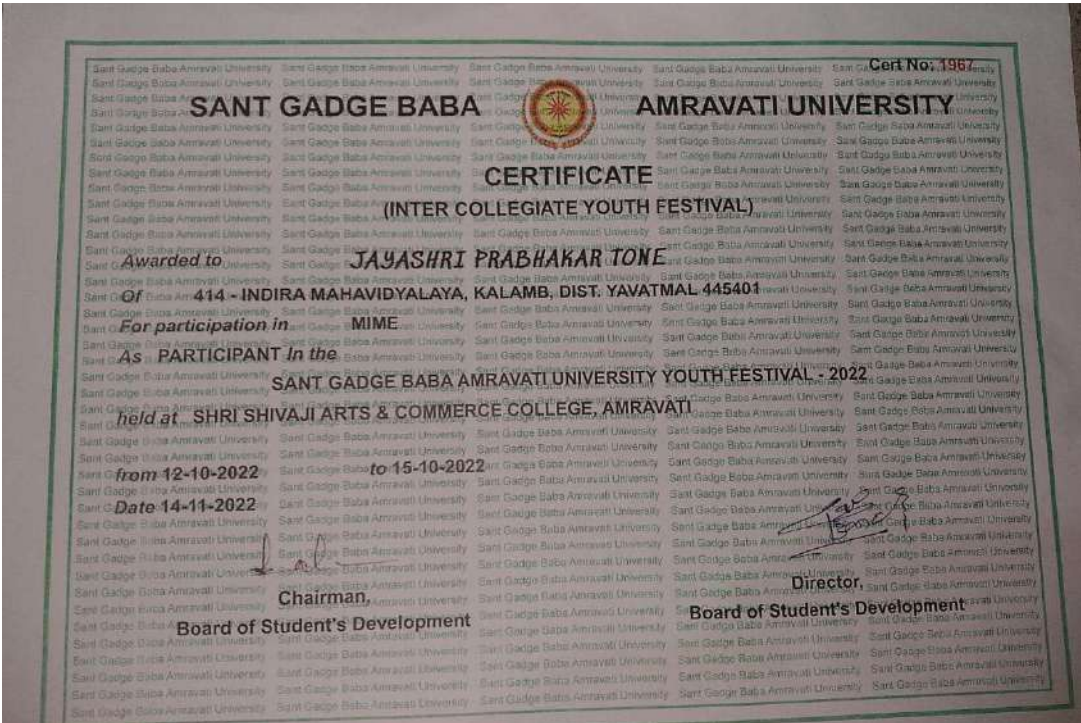 Cert No: 1967
SANT GADGE BABA AMRAVATI UNIVERSITY
CERTIFICATE
(INTER COLLEGIATE YOUTH FESTIVAL)
Awarded to JAYASHRI PRABHAKAR TONE
Of 414 - INDIRA MAHAVIDYALAYA, KALAMB, DIST. YAVATMAL 445401
For participation in MIME
As PARTICIPANT In the
SANT GADGE BABA AMRAVATI UNIVERSITY YOUTH FESTIVAL - 2022
held at SHRI SHIVAJI ARTS & COMMERCE COLLEGE, AMRAVATI
from 12-10-2022 to 15-10-2022
Date 14-11-2022
Chairman, Director,
Board of Student's Development Board of Student's Development